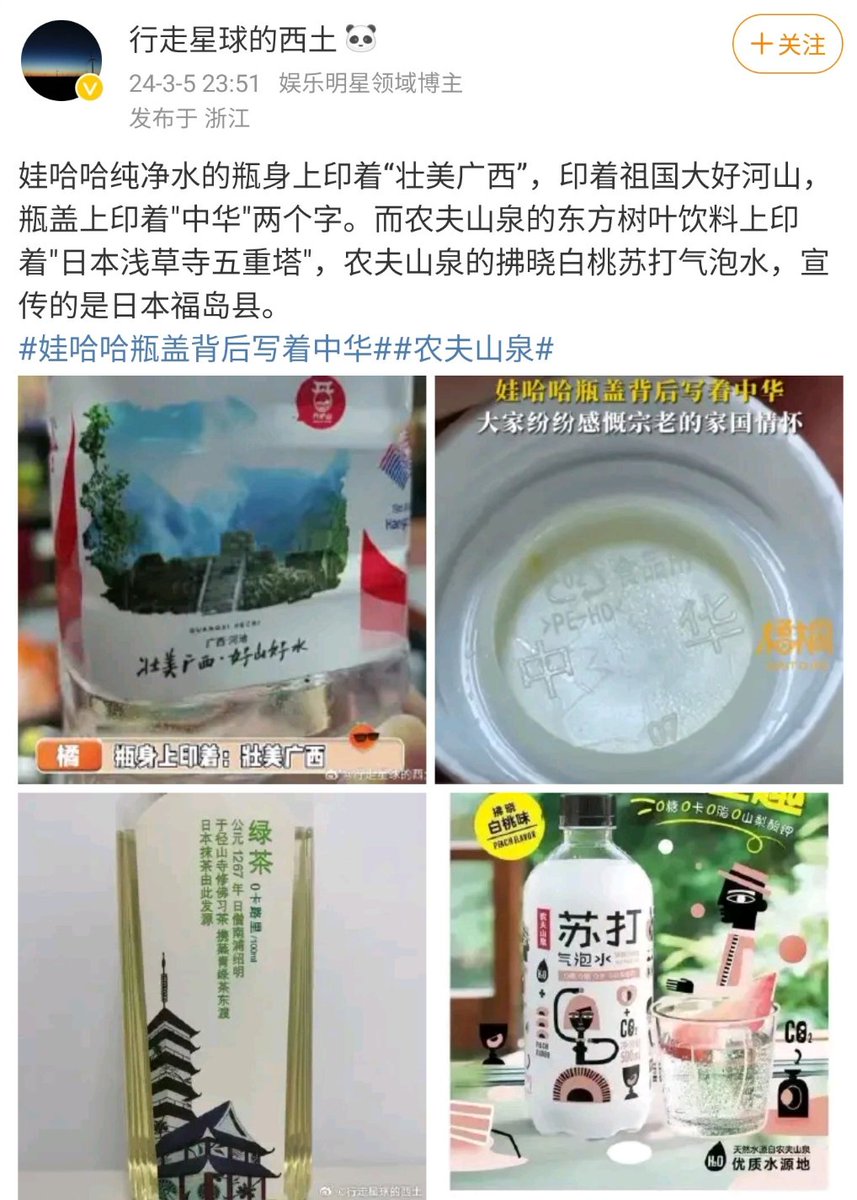 行走星球的西土
+关注
24-3-5 23:51 娱乐明星领域博主
发布于 浙江
娃哈哈纯净水的瓶身上印着“壮美广西”，印着祖国大好河山，
瓶盖上印着"中华"两个字。而农夫山泉的东方树叶饮料上印
着"日本浅草寺五重塔"，农夫山泉的拂晓白桃苏打气泡水，宣
传的是日本福岛县。
#娃哈哈瓶盖背后写着中华##农夫山泉#
GUANGXI HECHI
广西·河池
壮美广西·好山好水
橘
瓶身上印着：壮美广西
@行走星球的西土
娃哈哈瓶盖背后写着中华
大家纷纷感慨宗老的家国情怀
食品用
>PE-HD<
中华
07
绿茶
0卡路里/100ml
公元1267年 日僧南浦绍明
于径山寺修佛习茶 携蒸青绿茶东渡
日本抹茶由此发源
@行走星球的西土
拂晓
白桃味
PEACH FLAVOR
0糖0卡0脂0山梨酸钾
农夫山泉
苏打
气泡水
H₂O
+
+
CO₂
500ml
CO₂
H₂O
天然水源自农夫山泉
优质水源地